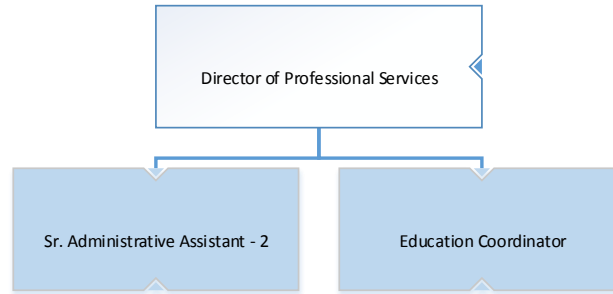 Director of Professional Services
Sr. Administrative Assistant - 2
Education Coordinator